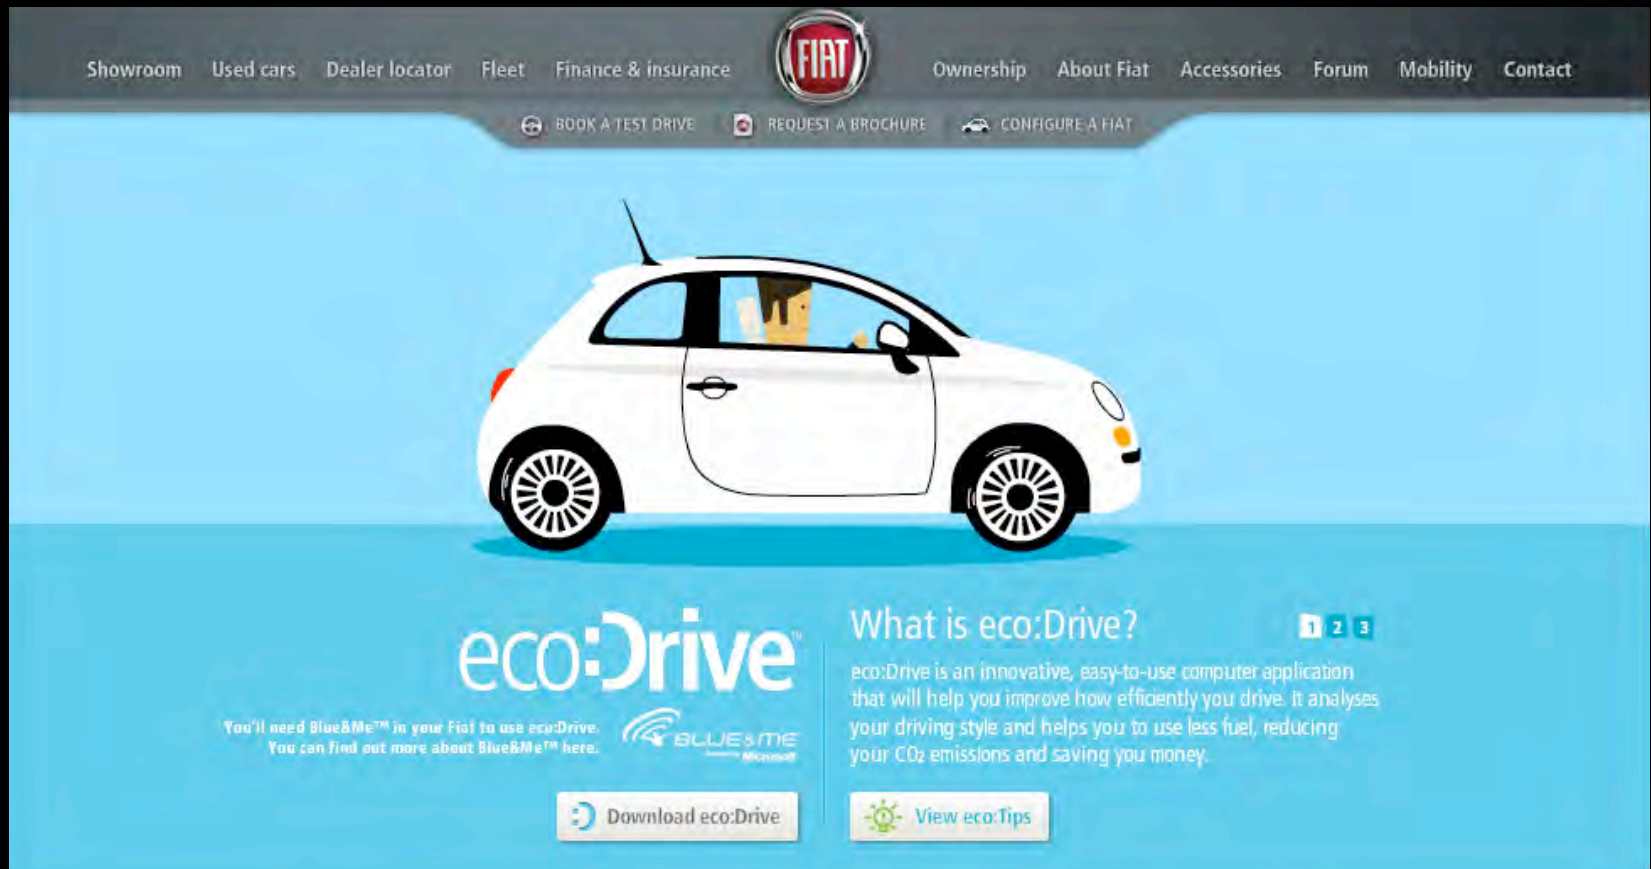 Showroom Used cars Dealer locator Fleet Finance & insurance FIAT Ownership About Fiat Accessories Forum Mobility Contact
BOOK A TEST DRIVE REQUEST A BROCHURE CONFIGURE A FIAT
eco:Drive™
You'll need Blue&Me™ in your Fiat to use eco:Drive.
You can find out more about Blue&Me™ here.
BLUE&ME
Microsoft
Download eco:Drive
What is eco:Drive?
1 2 3
eco:Drive is an innovative, easy-to-use computer application
that will help you improve how efficiently you drive. It analyses
your driving style and helps you to use less fuel, reducing
your CO₂ emissions and saving you money.
View eco:Tips